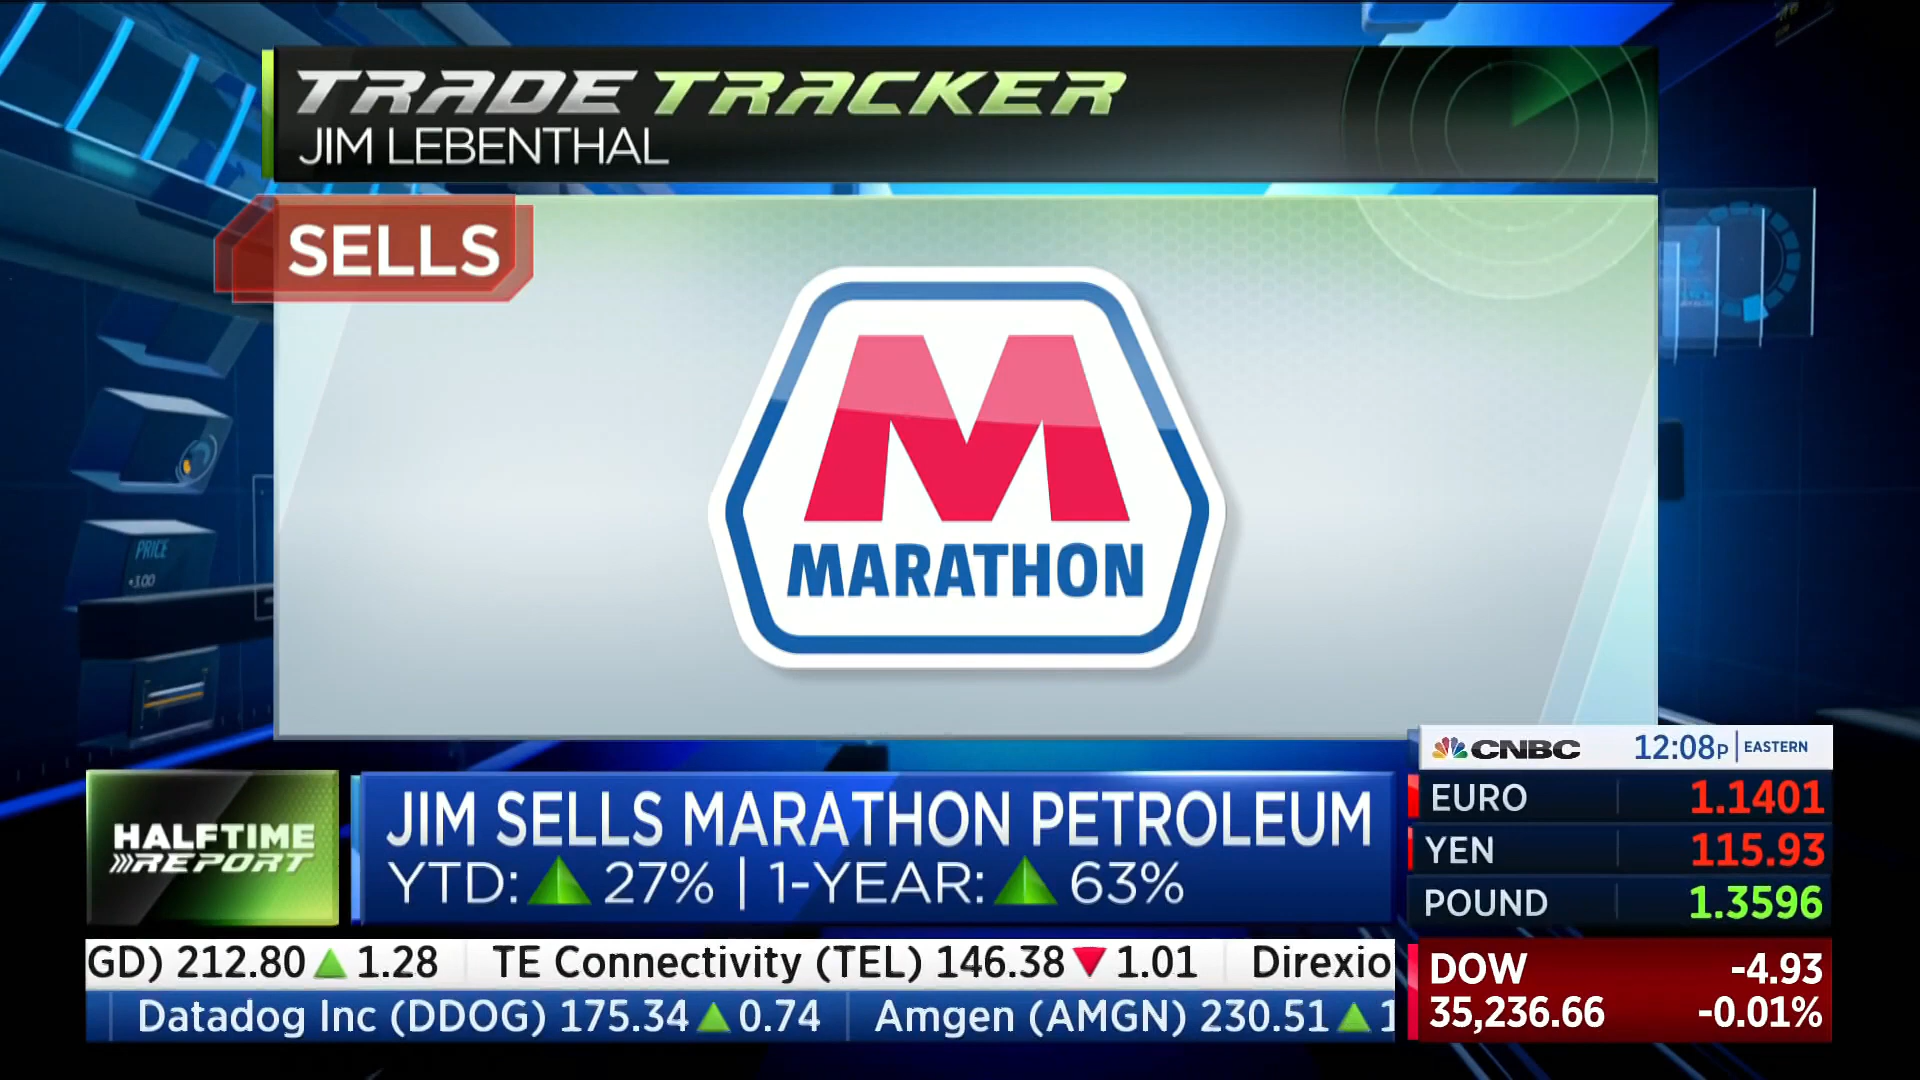 TRADE TRACKER
JIM LEBENTHAL
SELLS
M
MARATHON
PRICE
+3.00
CNBC 12:08P EASTERN
HALFTIME
REPORT
JIM SELLS MARATHON PETROLEUM
YTD: ▲ 27% | 1-YEAR: ▲ 63%
EURO 1.1401
YEN 115.93
POUND 1.3596
GD) 212.80 ▲ 1.28 TE Connectivity (TEL) 146.38 ▼ 1.01 Direxio
Datadog Inc (DDOG) 175.34 ▲ 0.74 Amgen (AMGN) 230.51 ▲ 1
DOW -4.93
35,236.66 -0.01%